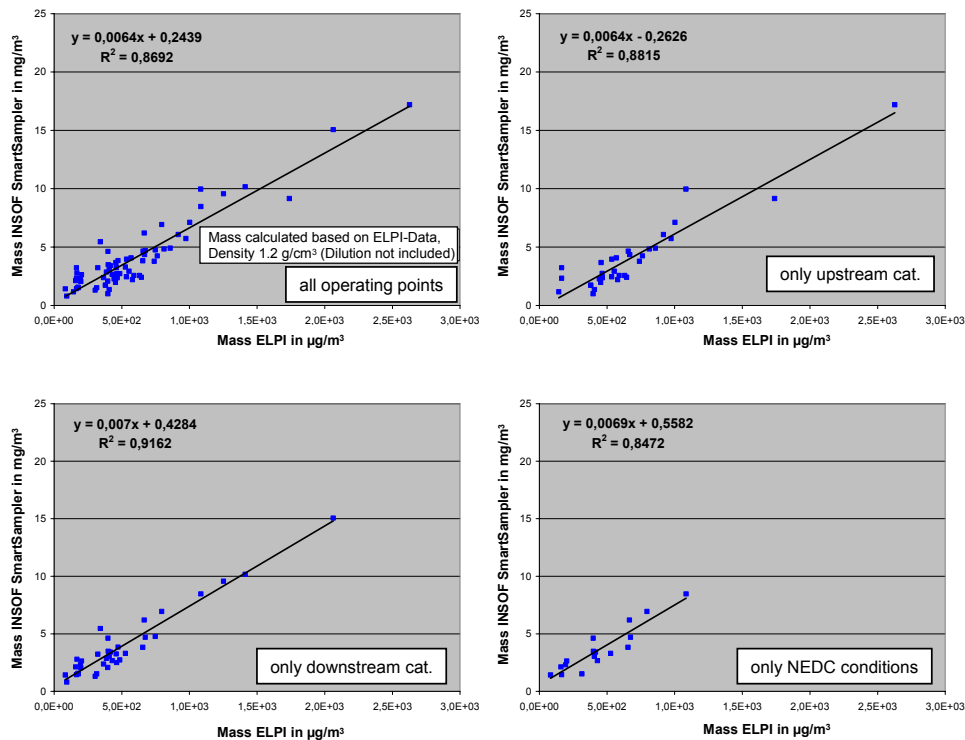 y = 0,0064x + 0,2439
R² = 0,8692
Mass INSOF SmartSampler in mg/m³
25
20
15
10
5
0
Mass calculated based on ELPI-Data,
Density 1.2 g/cm³ (Dilution not included)
all operating points
0,0E+00 5,0E+02 1,0E+03 1,5E+03 2,0E+03 2,5E+03 3,0E+03
Mass ELPI in µg/m³
y = 0,0064x - 0,2626
R² = 0,8815
Mass INSOF SmartSampler in mg/m³
25
20
15
10
5
0
only upstream cat.
0,0E+00 5,0E+02 1,0E+03 1,5E+03 2,0E+03 2,5E+03 3,0E+03
Mass ELPI in µg/m³
y = 0,007x + 0,4284
R² = 0,9162
Mass INSOF SmartSampler in mg/m³
25
20
15
10
5
0
only downstream cat.
0,0E+00 5,0E+02 1,0E+03 1,5E+03 2,0E+03 2,5E+03 3,0E+03
Mass ELPI in µg/m³
y = 0,0069x + 0,5582
R² = 0,8472
Mass INSOF SmartSampler in mg/m³
25
20
15
10
5
0
only NEDC conditions
0,0E+00 5,0E+02 1,0E+03 1,5E+03 2,0E+03 2,5E+03 3,0E+03
Mass ELPI in µg/m³